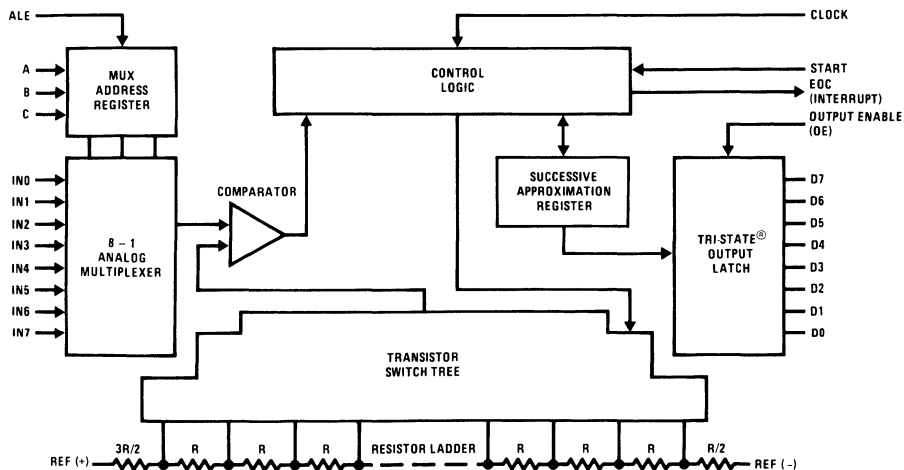 ALE
CLOCK
A
B
C
MUX
ADDRESS
REGISTER
CONTROL
LOGIC
START
EOC
(INTERRUPT)
OUTPUT ENABLE
(OE)
IN0
IN1
IN2
IN3
IN4
IN5
IN6
IN7
8 – 1
ANALOG
MULTIPLEXER
COMPARATOR
SUCCESSIVE
APPROXIMATION
REGISTER
TRI-STATE®
OUTPUT
LATCH
D7
D6
D5
D4
D3
D2
D1
D0
TRANSISTOR
SWITCH TREE
REF (+) 3R/2 R R R RESISTOR LADDER R R R R/2 REF (−)